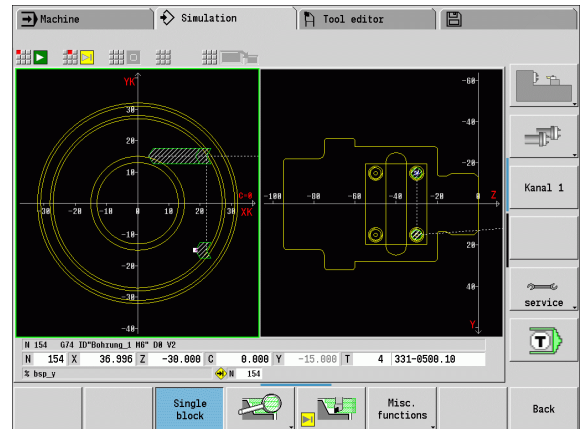 Machine
Simulation
Tool editor
YK
30
20
10
C-0
-30 -20 -10 0 10 20 30 XK
-10
-20
-30
-40
-60
-40
-20
-100 -80 -60 -40 -20 0 Z
20
40
Y
Kanal 1
service
T
N 154 G74 ID"Bohrung_1 M6" D0 V2
N 154 X 36.996 Z -30.000 C 0.000 Y -15.000 T 4 331-0500.10
% bsp_y N 154
Single
block
Misc.
functions
Back